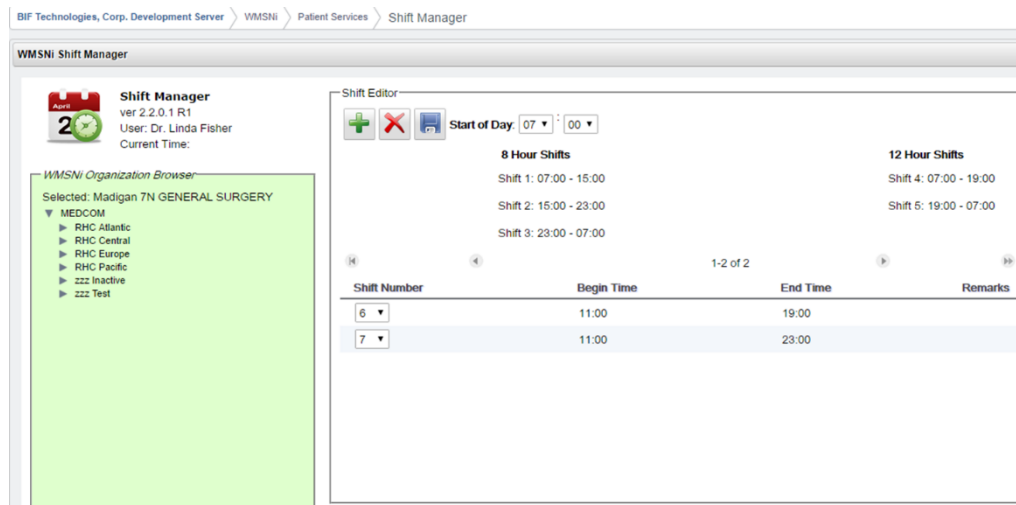 BIF Technologies, Corp. Development Server WMSNi Patient Services Shift Manager
WMSNi Shift Manager
April
2
Shift Manager
ver 2.2.0.1 R1
User: Dr. Linda Fisher
Current Time:
WMSNi Organization Browser
Selected: Madigan 7N GENERAL SURGERY
MEDCOM
RHC Atlantic
RHC Central
RHC Europe
RHC Pacific
zzz Inactive
zzz Test
Shift Editor
Start of Day: 07 : 00
8 Hour Shifts 12 Hour Shifts
Shift 1: 07:00 - 15:00 Shift 4: 07:00 - 19:00
Shift 2: 15:00 - 23:00 Shift 5: 19:00 - 07:00
Shift 3: 23:00 - 07:00
1-2 of 2
Shift Number Begin Time End Time Remarks
6 11:00 19:00
7 11:00 23:00